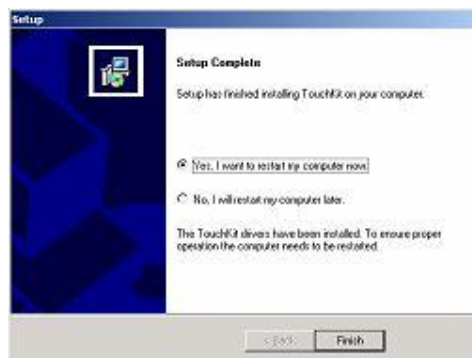 Setup
Setup Complete
Setup has finished installing TouchKit on your computer.
Yes, I want to restart my computer now.
No, I will restart my computer later.
The TouchKit drivers have been installed. To ensure proper
operation the computer needs to be restarted.
< Back
Finish